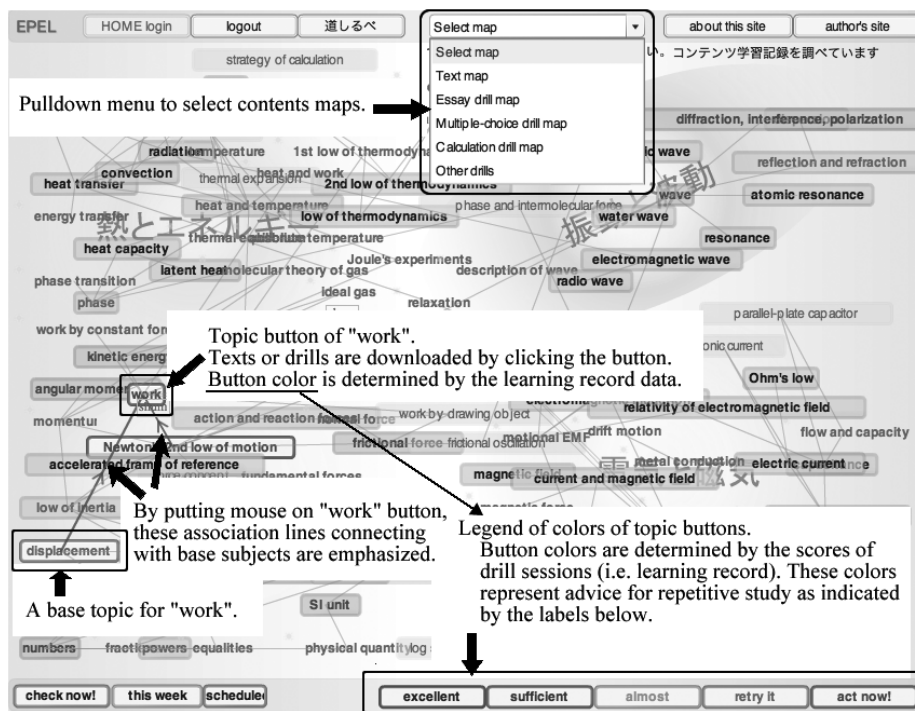 EPEL
HOME login
logout
道しるべ
Select map
about this site
author's site
Select map
Text map
Essay drill map
Multiple-choice drill map
Calculation drill map
Other drills
い。コンテンツ学習記録を調べています
strategy of calculation
Pulldown menu to select contents maps.
diffraction, interference, polarization
radiation
temperature
1st low of thermodyna
ic wave
convection
heat and work
reflection and refraction
heat transfer
thermal expansion
2nd low of thermodynamics
wave
atomic resonance
heat and temperature
phase and intermolecular force
energy transfer
low of thermodynamics
water wave
熱とエネルギー
振動と波動
thermal equilibrium
temperature
resonance
heat capacity
Joule's experiments
electromagnetic wave
latent heat
molecular theory of gas
description of wave
phase transition
radio wave
ideal gas
phase
relaxation
parallel-plate capacitor
work by constant forc
Topic button of "work".
Texts or drills are downloaded by clicking the button.
Button color is determined by the learning record data.
onic current
kinetic energ
Ohm's low
angular momen
work
relativity of electromagnetic field
momentum
action and reaction
force
work by drawing object
drift motion
flow and capacity
Newton's 2nd low of motion
frictional force
frictional oscillation
motional EMF
accelerated frame of reference
fundamental forces
metal conduction
electric current
magnetic field
current and magnetic field
電
磁気
low of inertia
By putting mouse on "work" button,
these association lines connecting
with base subjects are emphasized.
displacement
A base topic for "work".
Legend of colors of topic buttons.
Button colors are determined by the scores of
drill sessions (i.e. learning record). These colors
represent advice for repetitive study as indicated
by the labels below.
SI unit
numbers
powers
equalities
physical quantity
log
check now!
this week
schedule
excellent
sufficient
almost
retry it
act now!